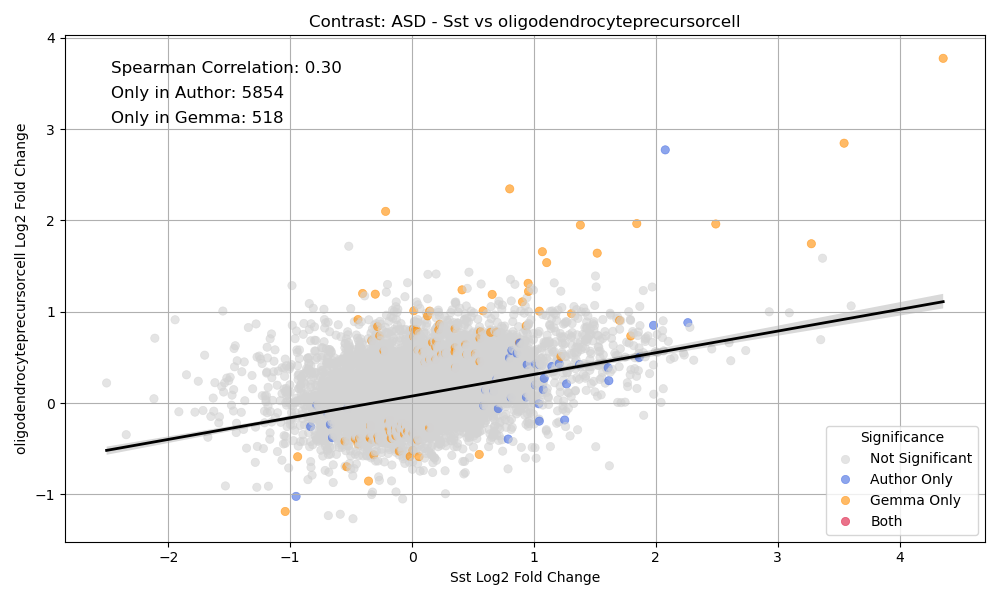 Contrast: ASD - Sst vs oligodendrocyteprecursorcell
Spearman Correlation: 0.30
Only in Author: 5854
Only in Gemma: 518
oligodendrocyteprecursorcell Log2 Fold Change
4
3
2
1
0
−1
−2
−1
0
1
2
3
4
Sst Log2 Fold Change
Significance
Not Significant
Author Only
Gemma Only
Both